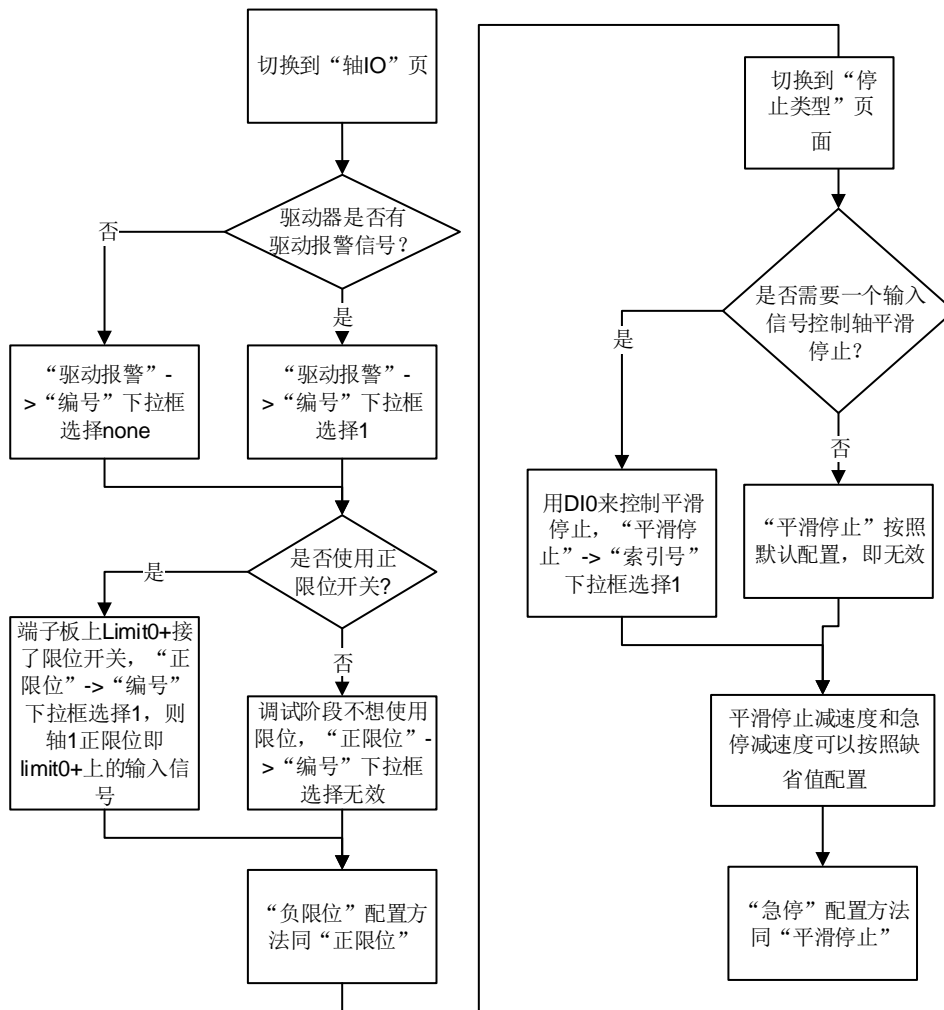 切换到“轴IO”页
驱动器是否有
驱动报警信号？
否
是
“驱动报警”-
>“编号”下拉框
选择none
“驱动报警”-
>“编号”下拉框
选择1
是否使用正
限位开关?
是
端子板上Limit0+接
了限位开关，“正
限位”->“编号”
下拉框选择1，则
轴1正限位即
limit0+上的输入信
号
否
调试阶段不想使用
限位，“正限位”-
>“编号”下拉框
选择无效
“负限位”配置方
法同“正限位”
切换到“停
止类型”页
面
是否需要一个输入
信号控制轴平滑
停止？
是
否
用DI0来控制平滑
停止，“平滑停
止”->“索引号”
下拉框选择1
“平滑停止”按照
默认配置，即无效
平滑停止减速度和急
停减速度可以按照缺
省值配置
“急停”配置方法
同“平滑停止”